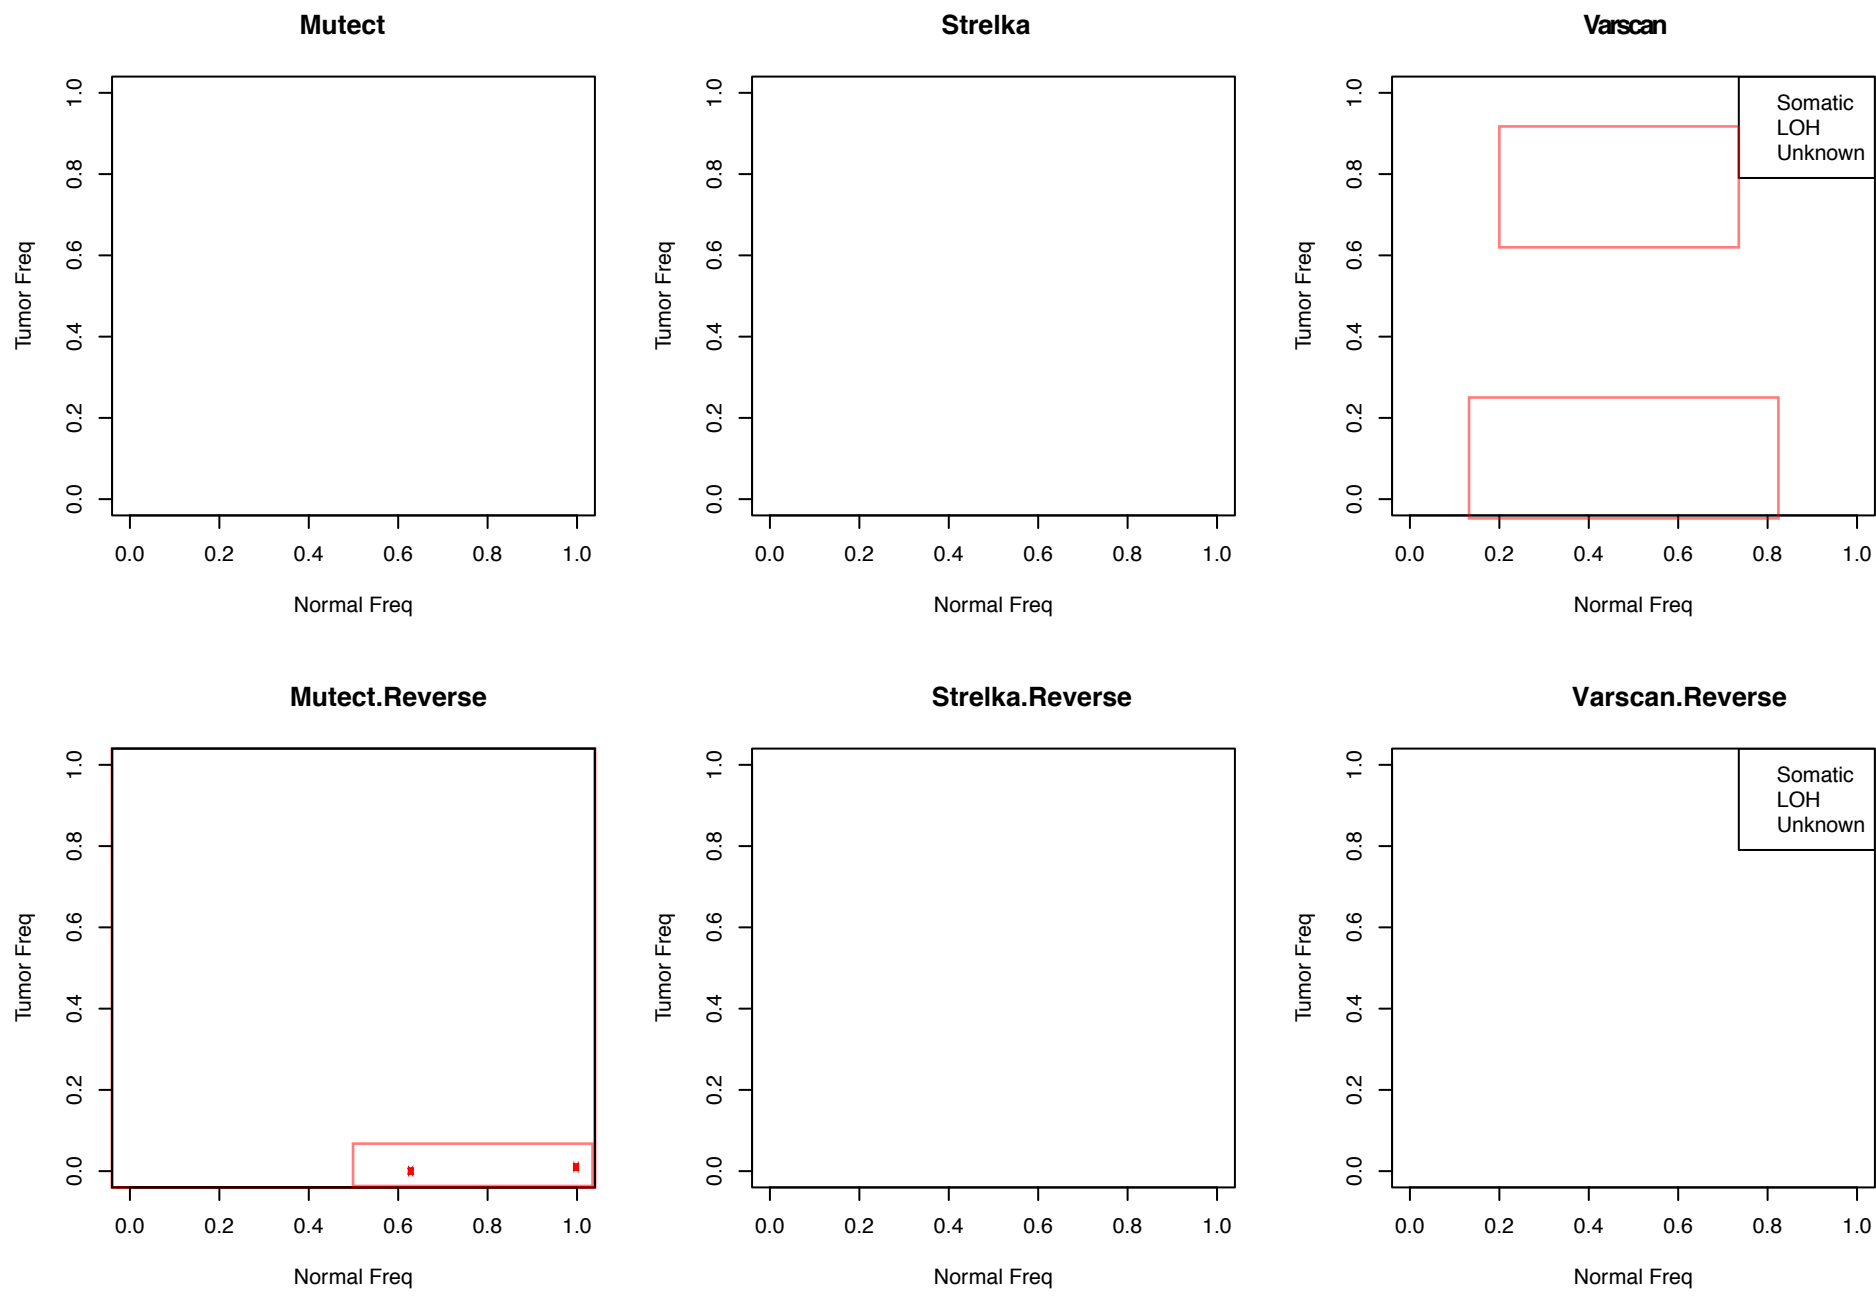 Mutect
1.0
0.8
0.6
0.4
0.2
0.0
Tumor Freq
0.0 0.2 0.4 0.6 0.8 1.0
Normal Freq
Strelka
1.0
0.8
0.6
0.4
0.2
0.0
Tumor Freq
0.0 0.2 0.4 0.6 0.8 1.0
Normal Freq
Varscan
1.0
0.8
0.6
0.4
0.2
0.0
Tumor Freq
Somatic
LOH
Unknown
0.0 0.2 0.4 0.6 0.8 1.0
Normal Freq
Mutect.Reverse
1.0
0.8
0.6
0.4
0.2
0.0
Tumor Freq
0.0 0.2 0.4 0.6 0.8 1.0
Normal Freq
Strelka.Reverse
1.0
0.8
0.6
0.4
0.2
0.0
Tumor Freq
0.0 0.2 0.4 0.6 0.8 1.0
Normal Freq
Varscan.Reverse
1.0
0.8
0.6
0.4
0.2
0.0
Tumor Freq
Somatic
LOH
Unknown
0.0 0.2 0.4 0.6 0.8 1.0
Normal Freq